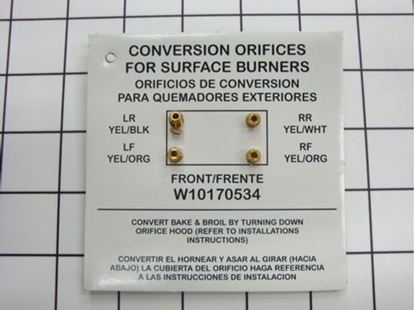 CONVERSION ORIFICES
FOR SURFACE BURNERS
ORIFICIOS DE CONVERSION
PARA QUEMADORES EXTERIORES
LR
YEL/BLK
RR
YEL/WHT
LF
YEL/ORG
RF
YEL/ORG
FRONT/FRENTE
W10170534
CONVERT BAKE & BROIL BY TURNING DOWN
ORIFICE HOOD (REFER TO INSTALLATIONS
INSTRUCTIONS)
CONVERTIR EL HORNEAR Y ASAR AL GIRAR (HACIA
ABAJO) LA CUBIERTA DEL ORIFICIO HAGA REFERENCIA
A LAS INSTRUCCIONES DE INSTALACION